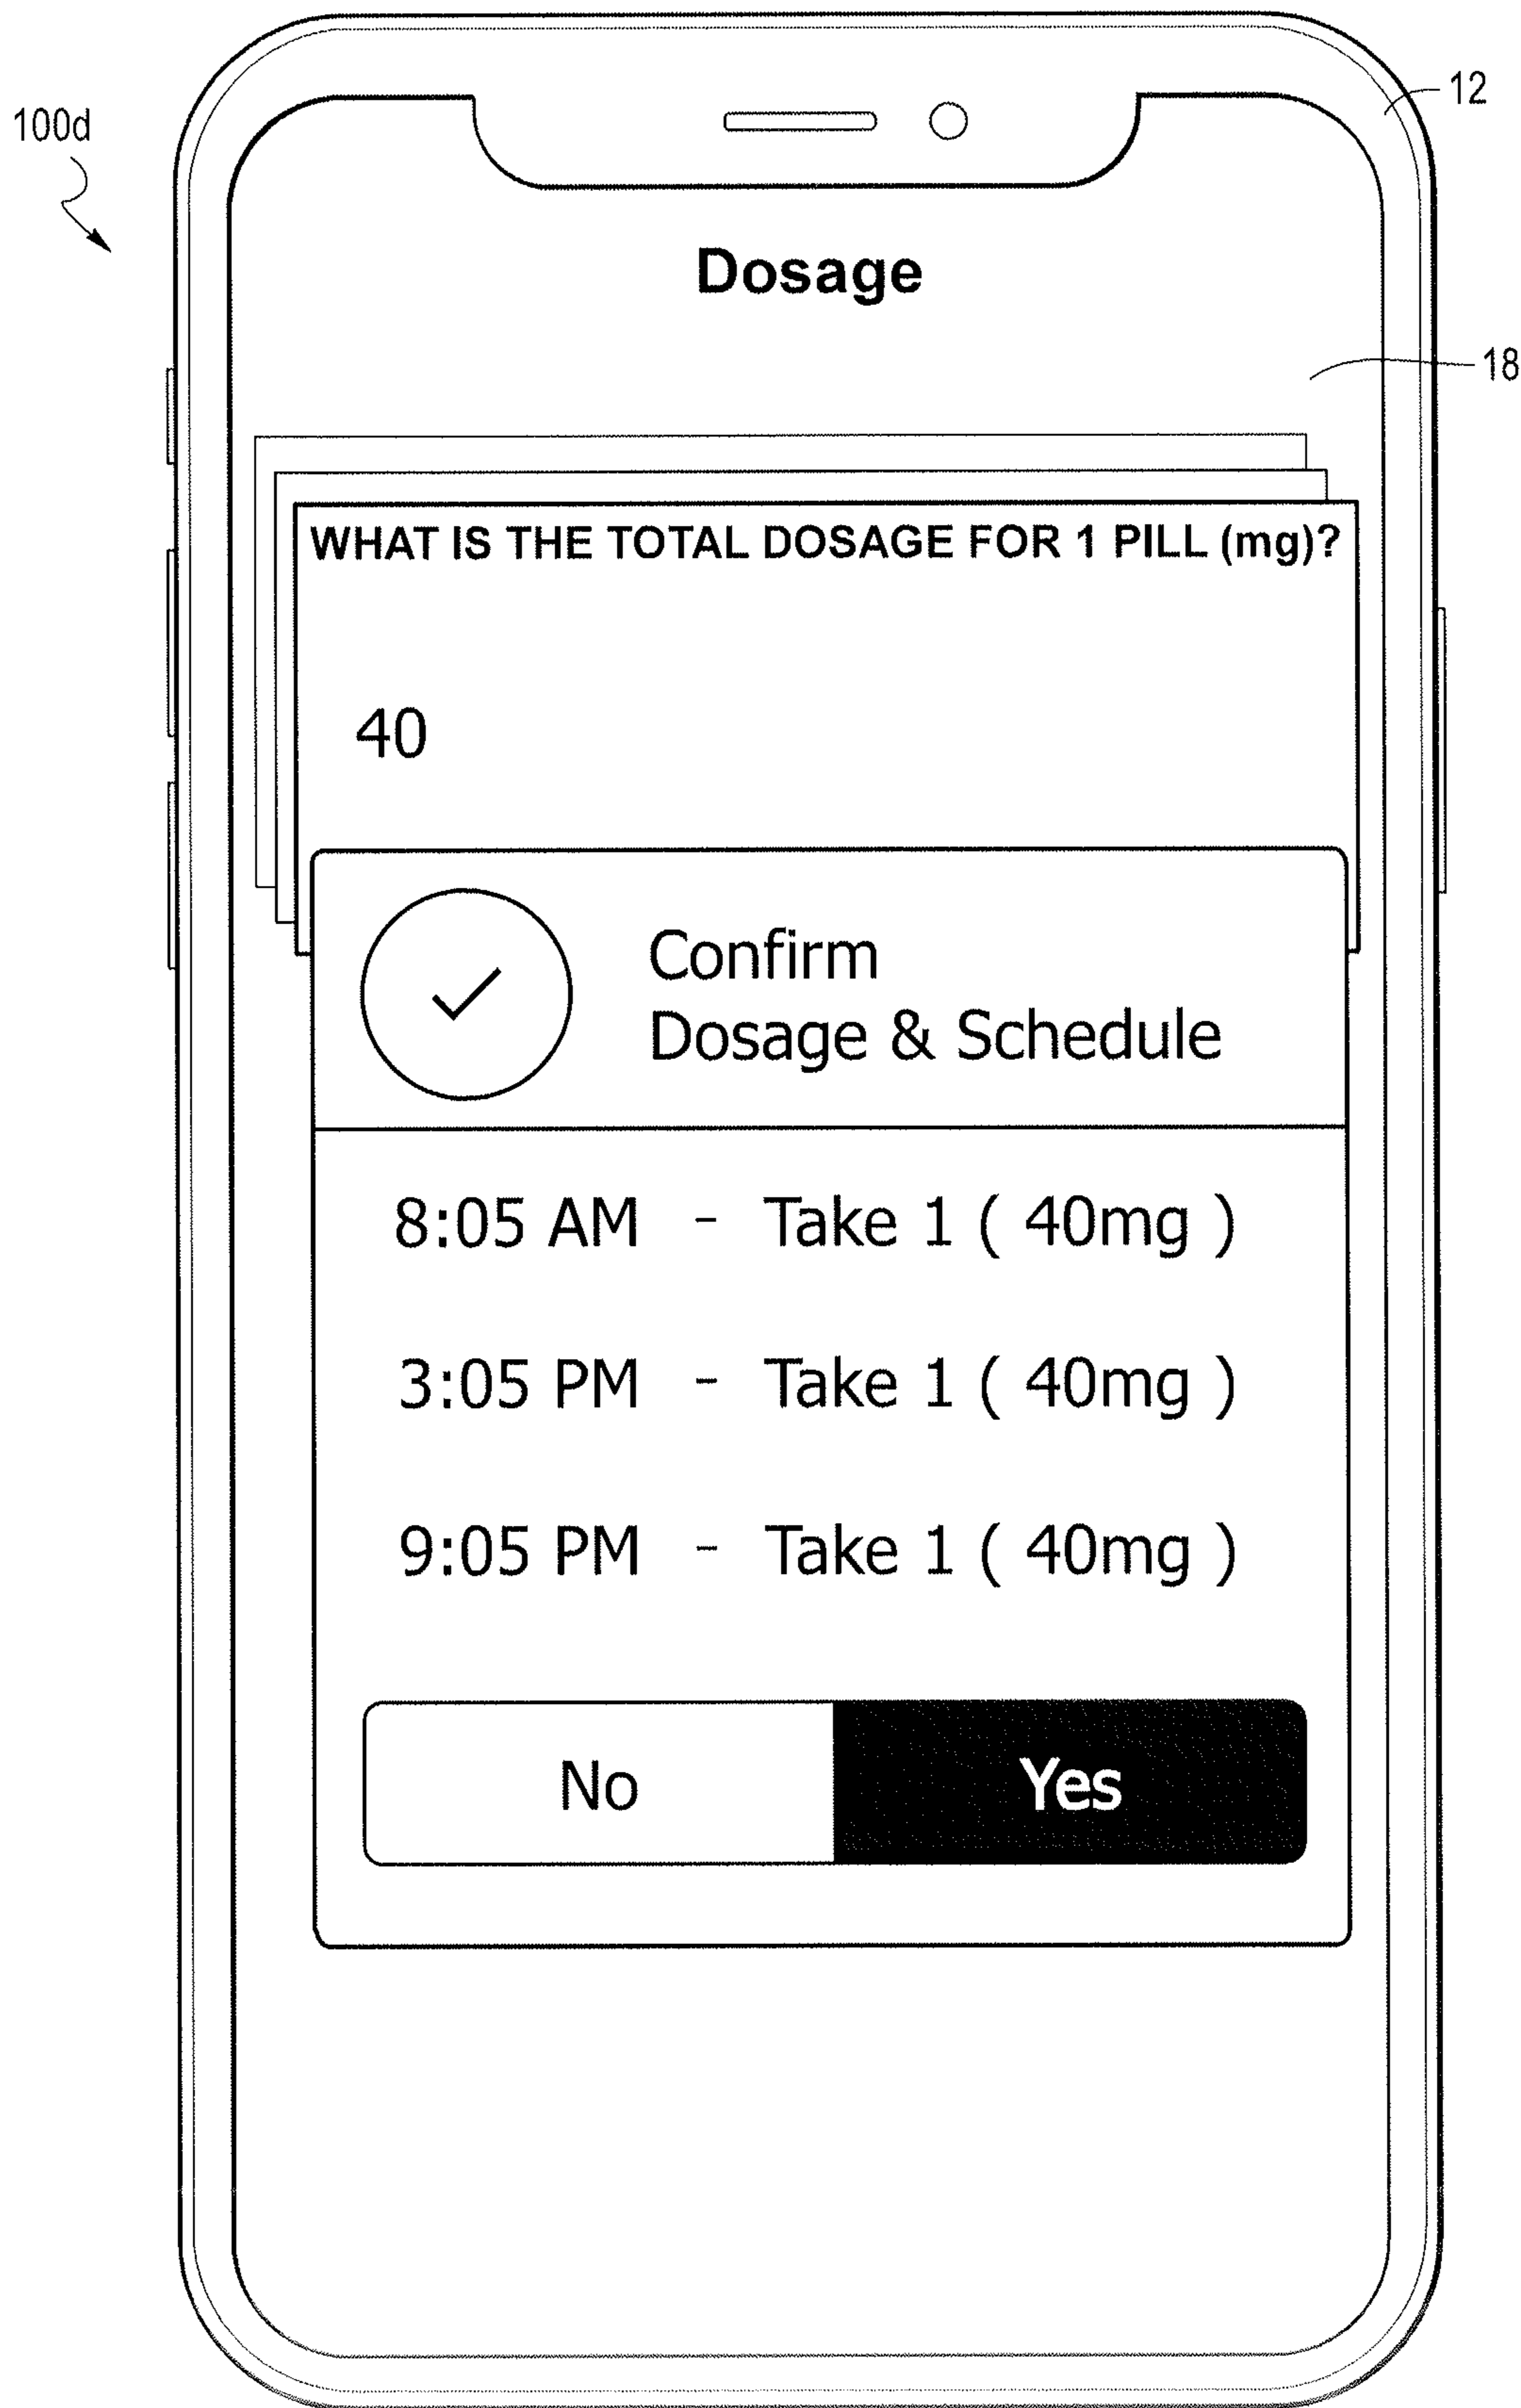 100d
12
Dosage
18
WHAT IS THE TOTAL DOSAGE FOR 1 PILL (mg)?
40
Confirm
Dosage & Schedule
8:05 AM - Take 1 ( 40mg )
3:05 PM - Take 1 ( 40mg )
9:05 PM - Take 1 ( 40mg )
No
Yes